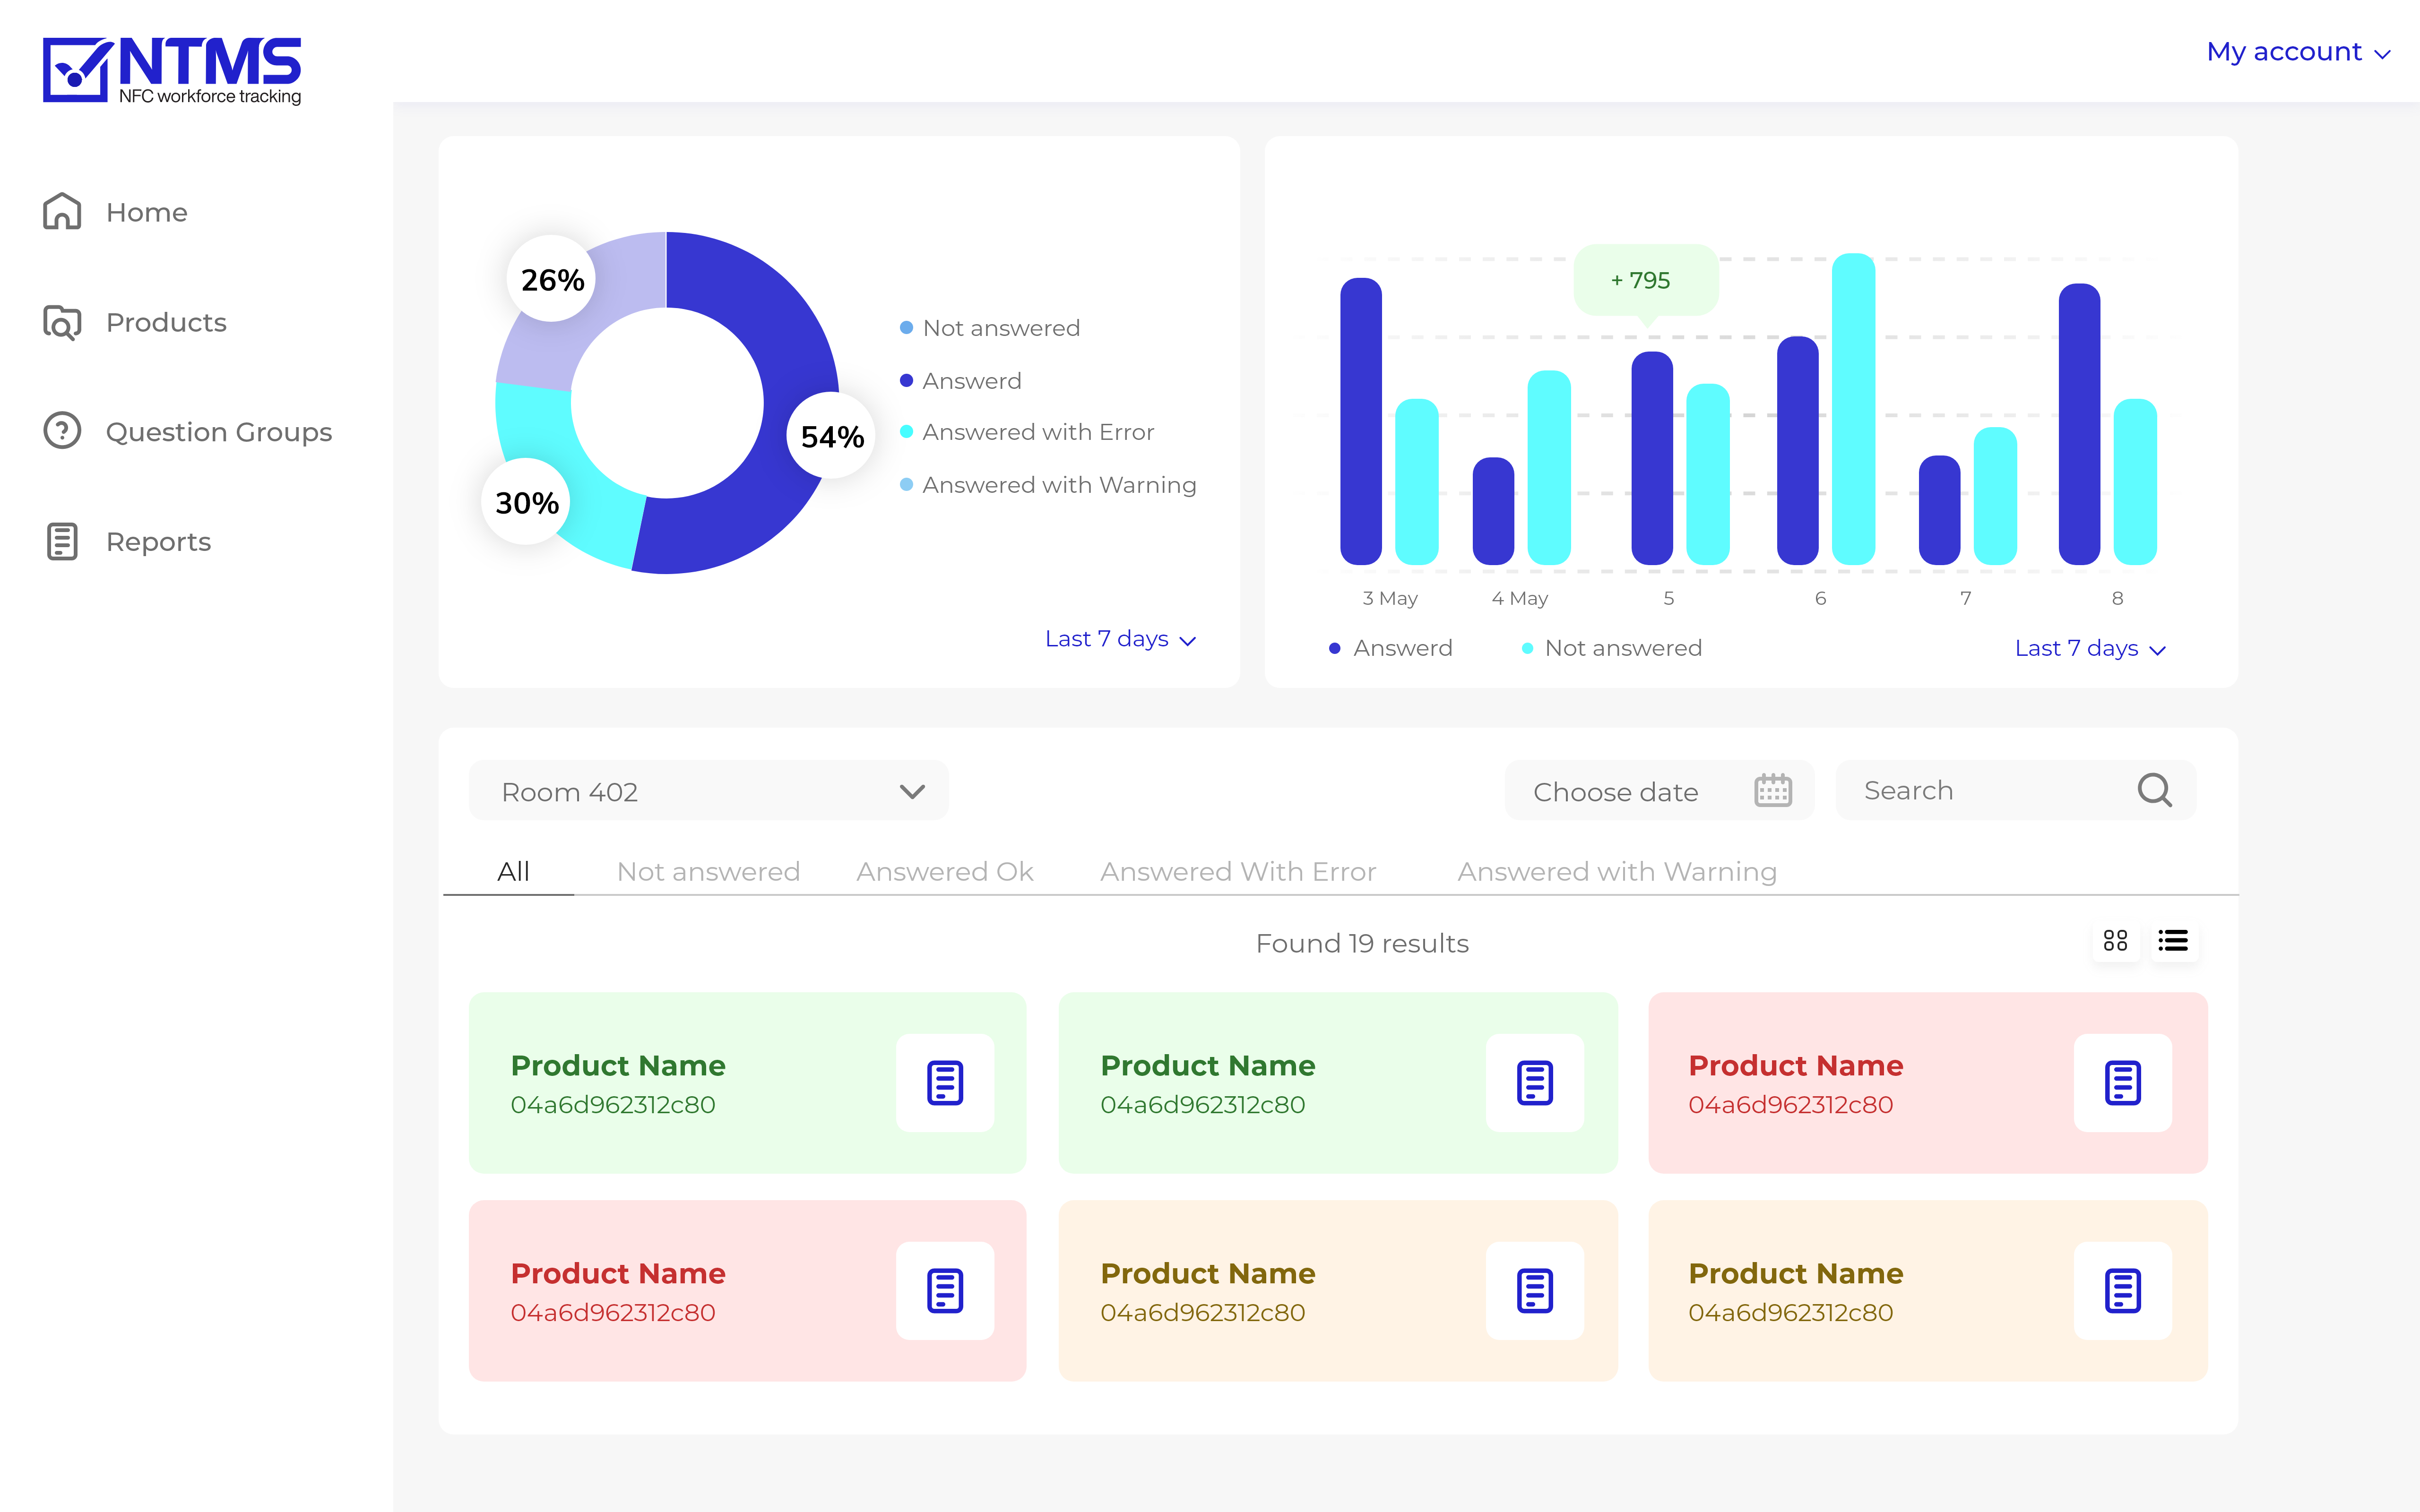 NTMS
NFC workforce tracking
My account
Home
Products
Question Groups
Reports
26%
54%
30%
Not answered
Answerd
Answered with Error
Answered with Warning
Last 7 days
+ 795
3 May
4 May
5
6
7
8
Answerd
Not answered
Last 7 days
Room 402
Choose date
Search
All
Not answered
Answered Ok
Answered With Error
Answered with Warning
Found 19 results
Product Name
04a6d962312c80
Product Name
04a6d962312c80
Product Name
04a6d962312c80
Product Name
04a6d962312c80
Product Name
04a6d962312c80
Product Name
04a6d962312c80